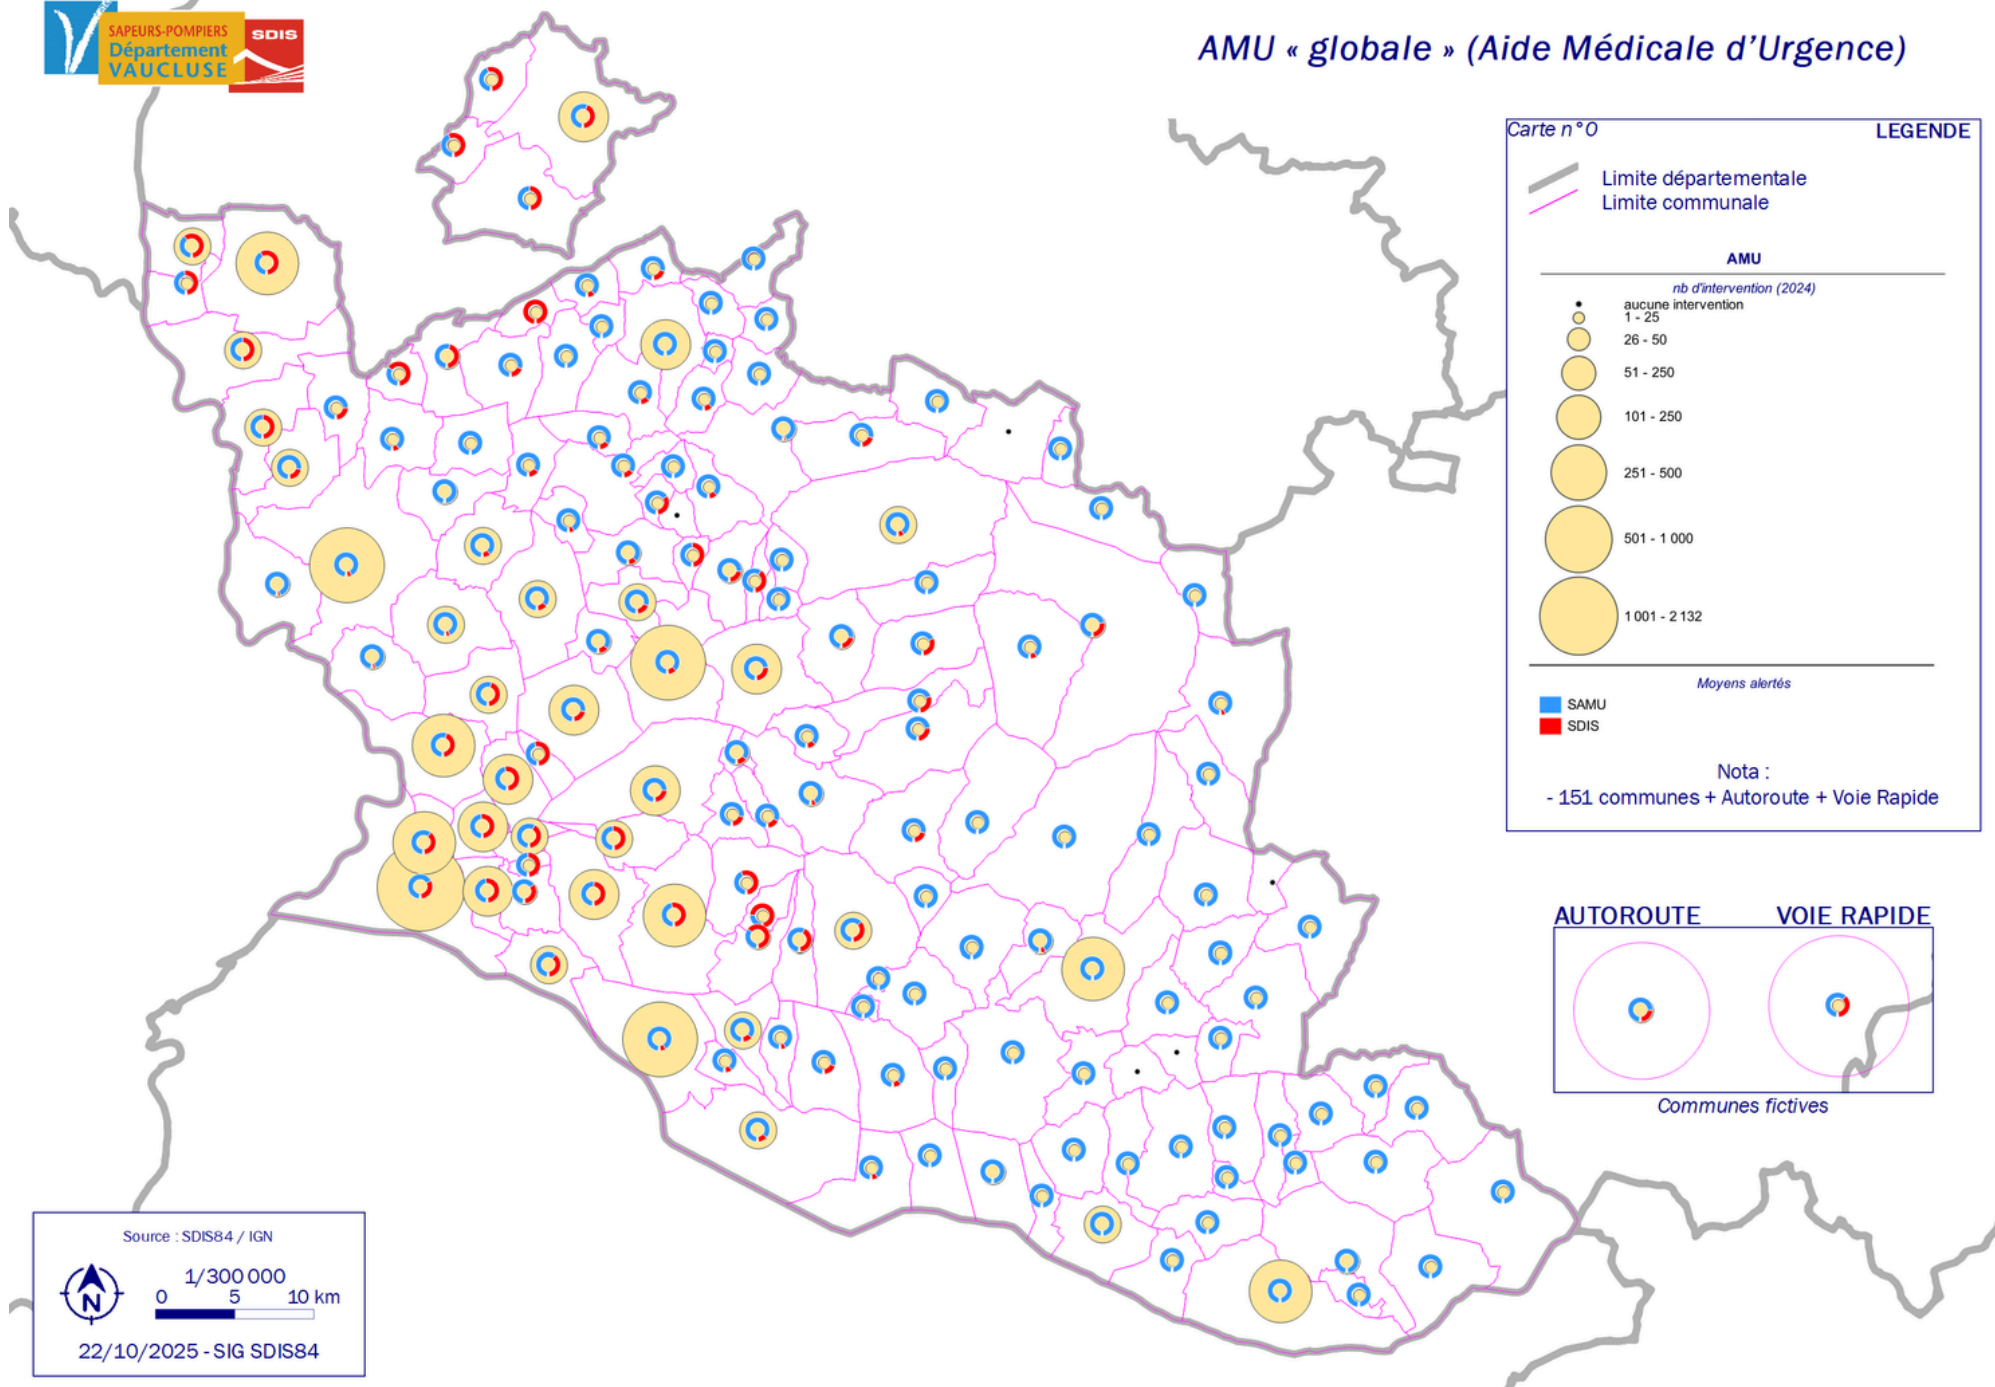 SAPEURS-POMPIERS
Département
VAUCLUSE
SDIS
AMU « globale » (Aide Médicale d'Urgence)
Carte n°0
LEGENDE
Limite départementale
Limite communale
AMU
nb d'intervention (2024)
aucune intervention
1 - 25
26 - 50
51 - 250
101 - 250
251 - 500
501 - 1 000
1 001 - 2 132
Moyens alertés
SAMU
SDIS
Nota :
- 151 communes + Autoroute + Voie Rapide
AUTOROUTE
VOIE RAPIDE
Communes fictives
Source : SDIS84 / IGN
1/300 000
N
0 5 10 km
22/10/2025 - SIG SDIS84